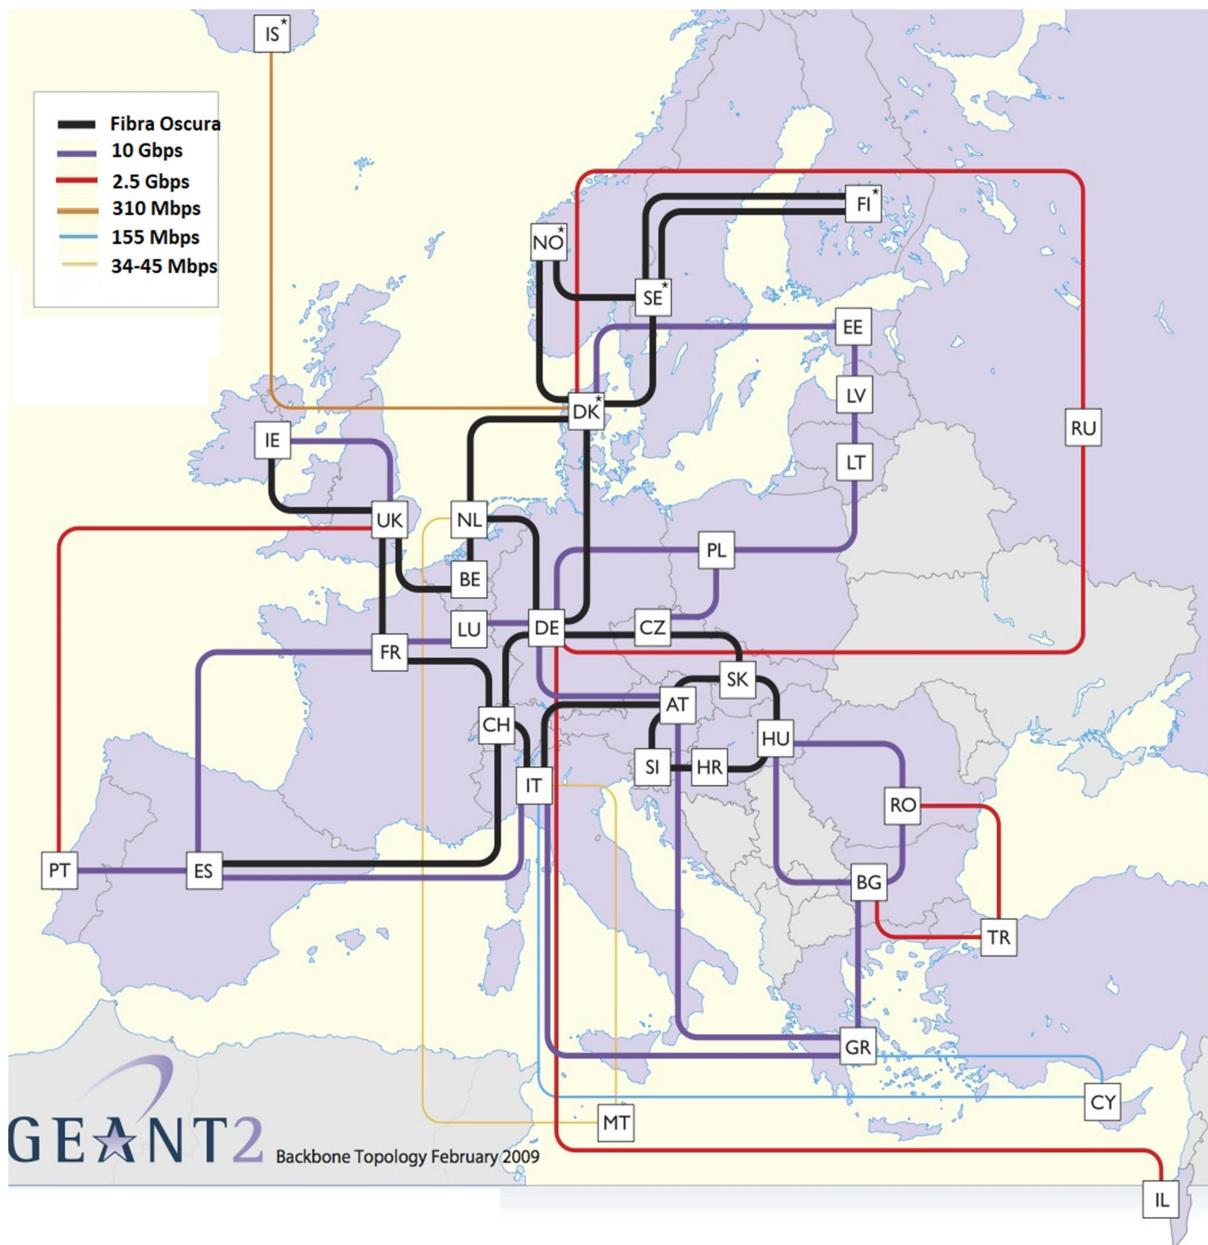 IS*
Fibra Oscura
10 Gbps
2.5 Gbps
310 Mbps
155 Mbps
34-45 Mbps
FI*
NO*
SE*
EE
LV
DK*
RU
IE
LT
UK
NL
PL
BE
LU
DE
CZ
FR
SK
AT
CH
HU
SI
HR
IT
RO
PT
ES
BG
TR
GR
CY
MT
GEANT2
Backbone Topology February 2009
IL